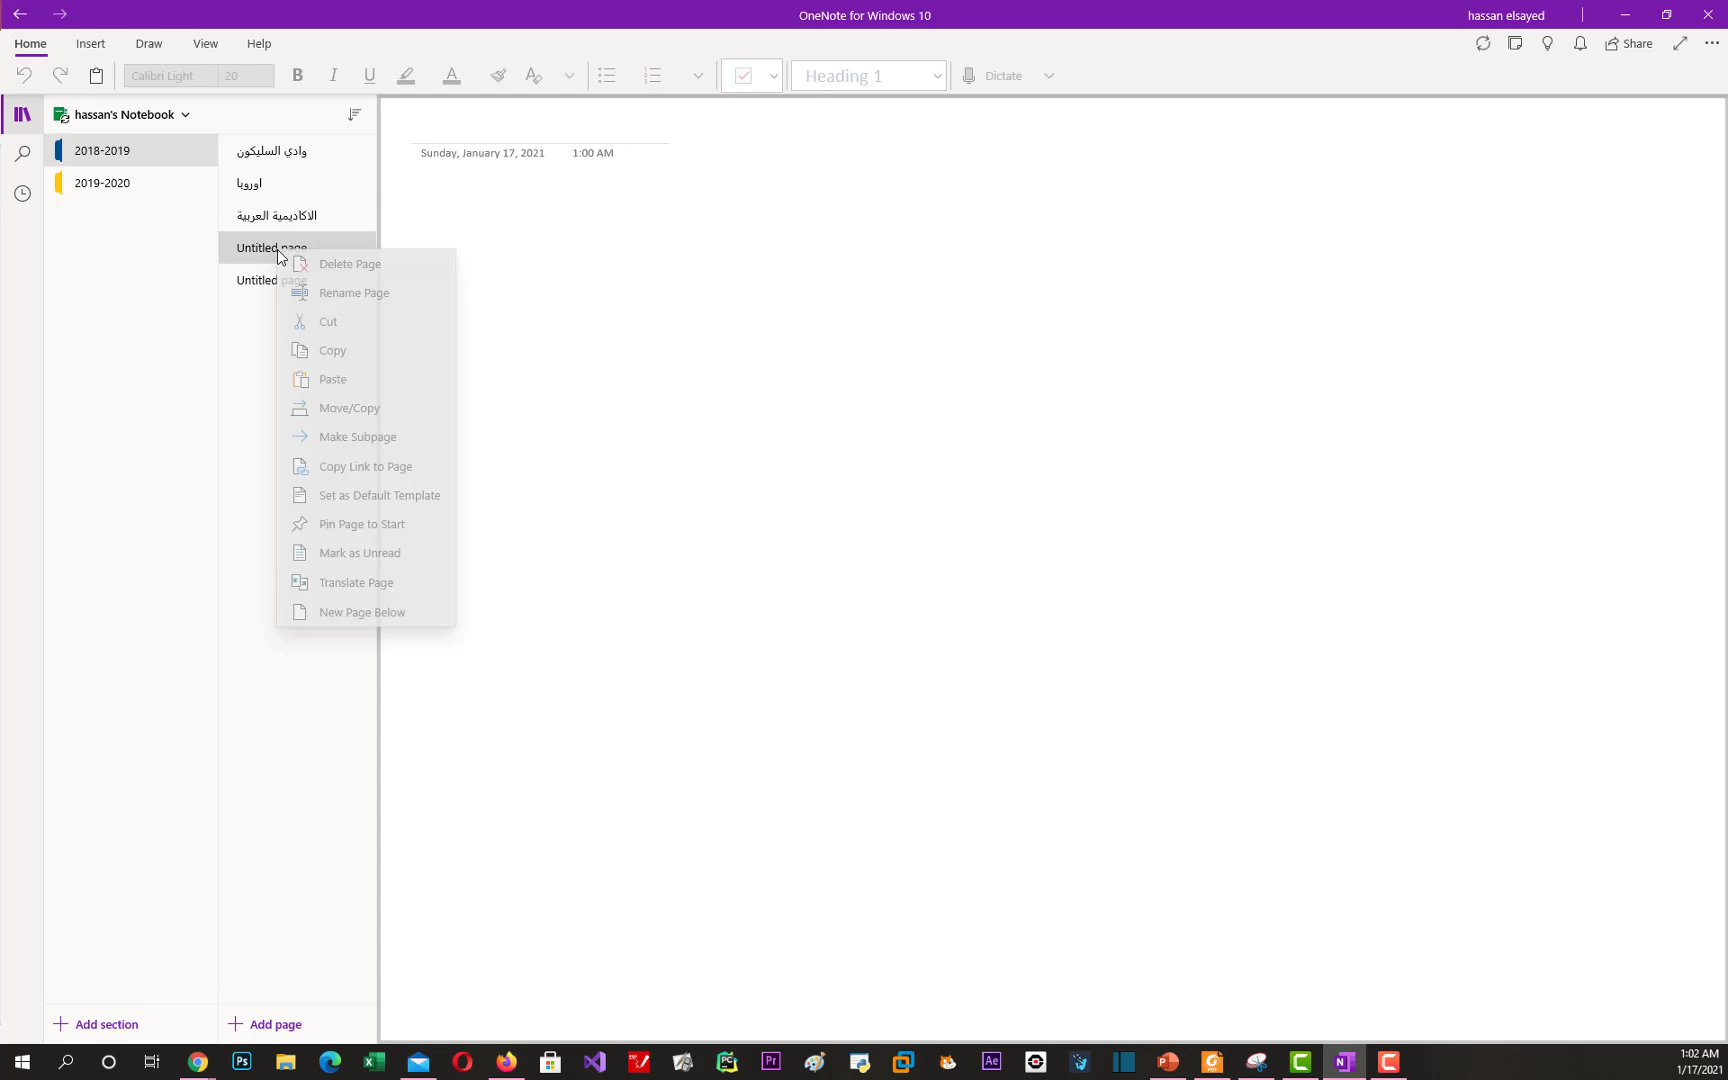 OneNote for Windows 10
hassan elsayed
Home
Insert
Draw
View
Help
Share
Calibri Light
20
Heading 1
Dictate
hassan's Notebook
2018-2019
2019-2020
وادي السليكون
اوروبا
الاكاديمية العربية
Untitled page
Untitled page
Sunday, January 17, 2021
1:00 AM
Delete Page
Rename Page
Cut
Copy
Paste
Move/Copy
Make Subpage
Copy Link to Page
Set as Default Template
Pin Page to Start
Mark as Unread
Translate Page
New Page Below
Add section
Add page
1:02 AM
1/17/2021